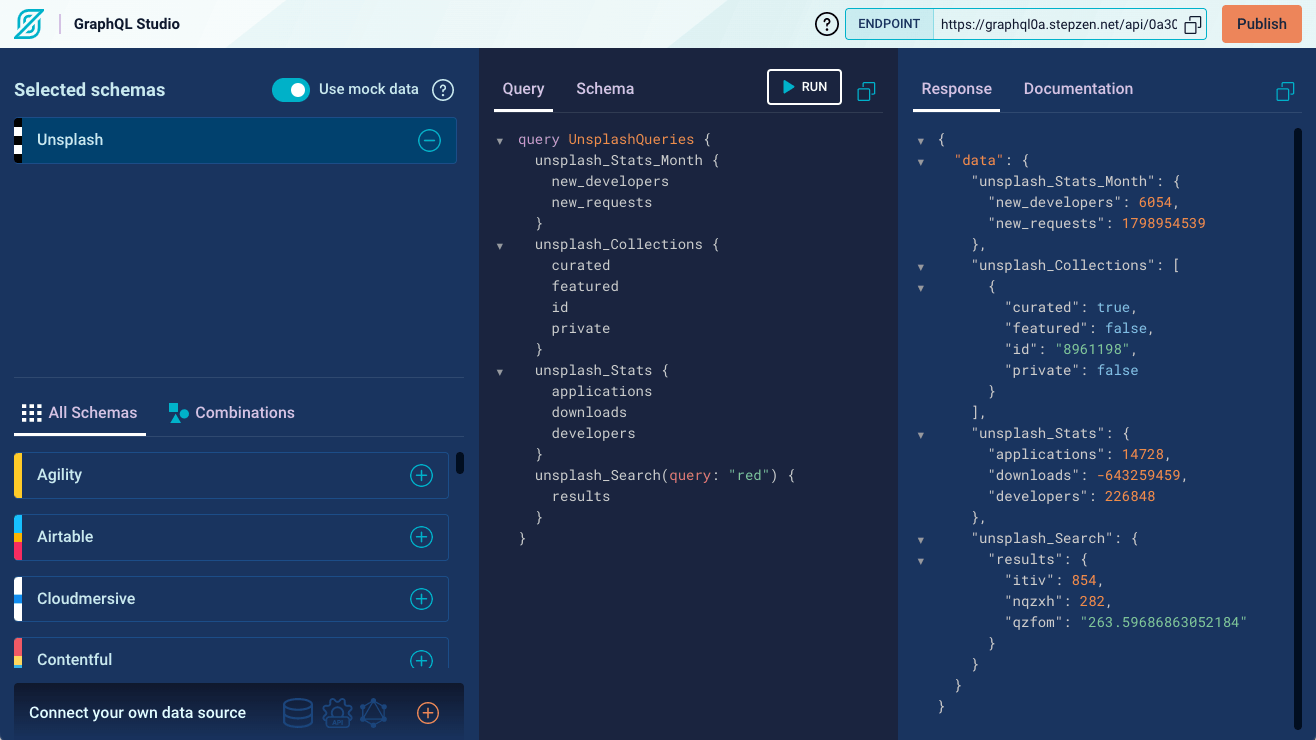 GraphQL Studio
?
ENDPOINT
https://graphql0a.stepzen.net/api/0a30
Publish
Selected schemas
Use mock data
?
Unsplash
All Schemas
Combinations
Agility
Airtable
Cloudmersive
Contentful
Connect your own data source
API
Query
Schema
RUN
query UnsplashQueries {
unsplash_Stats_Month {
new_developers
new_requests
}
unsplash_Collections {
curated
featured
id
private
}
unsplash_Stats {
applications
downloads
developers
}
unsplash_Search(query: "red") {
results
}
}
Response
Documentation
{
"data": {
"unsplash_Stats_Month": {
"new_developers": 6054,
"new_requests": 1798954539
},
"unsplash_Collections": [
{
"curated": true,
"featured": false,
"id": "8961198",
"private": false
}
],
"unsplash_Stats": {
"applications": 14728,
"downloads": -643259459,
"developers": 226848
},
"unsplash_Search": {
"results": {
"itiv": 854,
"nqzxh": 282,
"qzfom": "263.59686863052184"
}
}
}
}